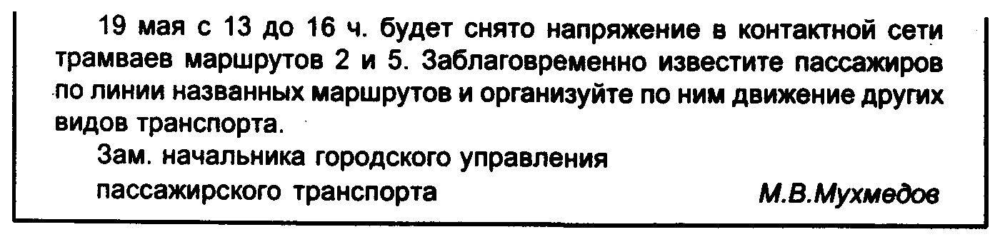 19 мая с 13 до 16 ч. будет снято напряжение в контактной сети
трамваев маршрутов 2 и 5. Заблаговременно известите пассажиров
по линии названных маршрутов и организуйте по ним движение других
видов транспорта.
Зам. начальника городского управления
пассажирского транспорта М.В.Мухмедов